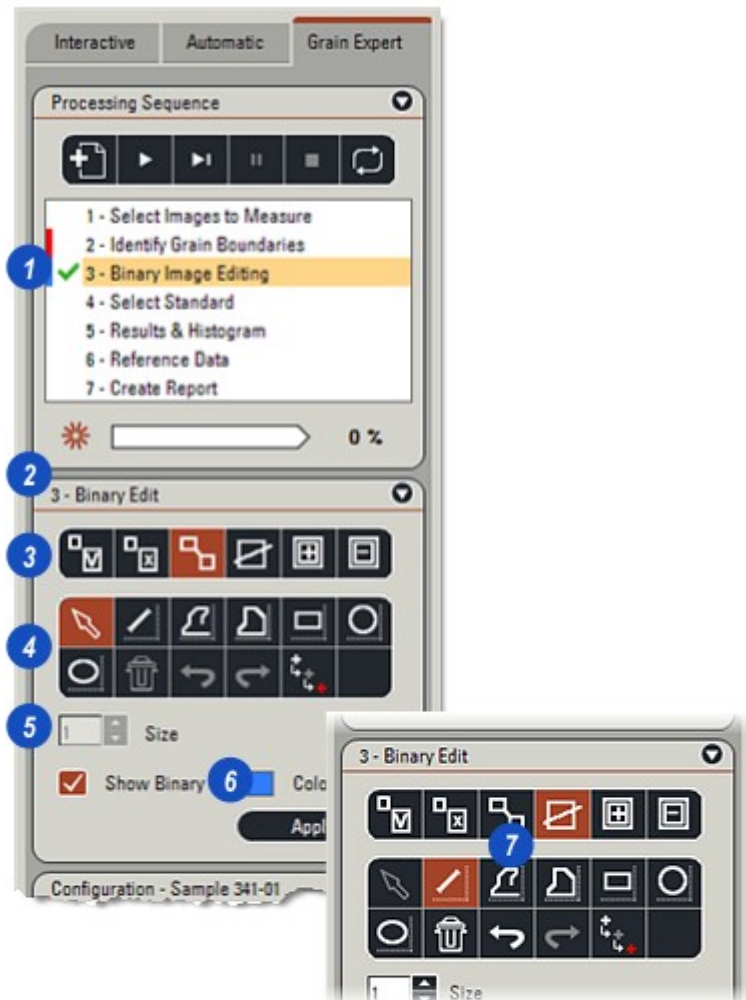 Interactive Automatic Grain Expert
Processing Sequence
1 - Select Images to Measure
2 - Identify Grain Boundaries
1
3 - Binary Image Editing
4 - Select Standard
5 - Results & Histogram
6 - Reference Data
7 - Create Report
0 %
2
3 - Binary Edit
3
4
5
1 Size
Show Binary 6 Colo
Appl
Configuration - Sample 341-01
3 - Binary Edit
7
1 Size